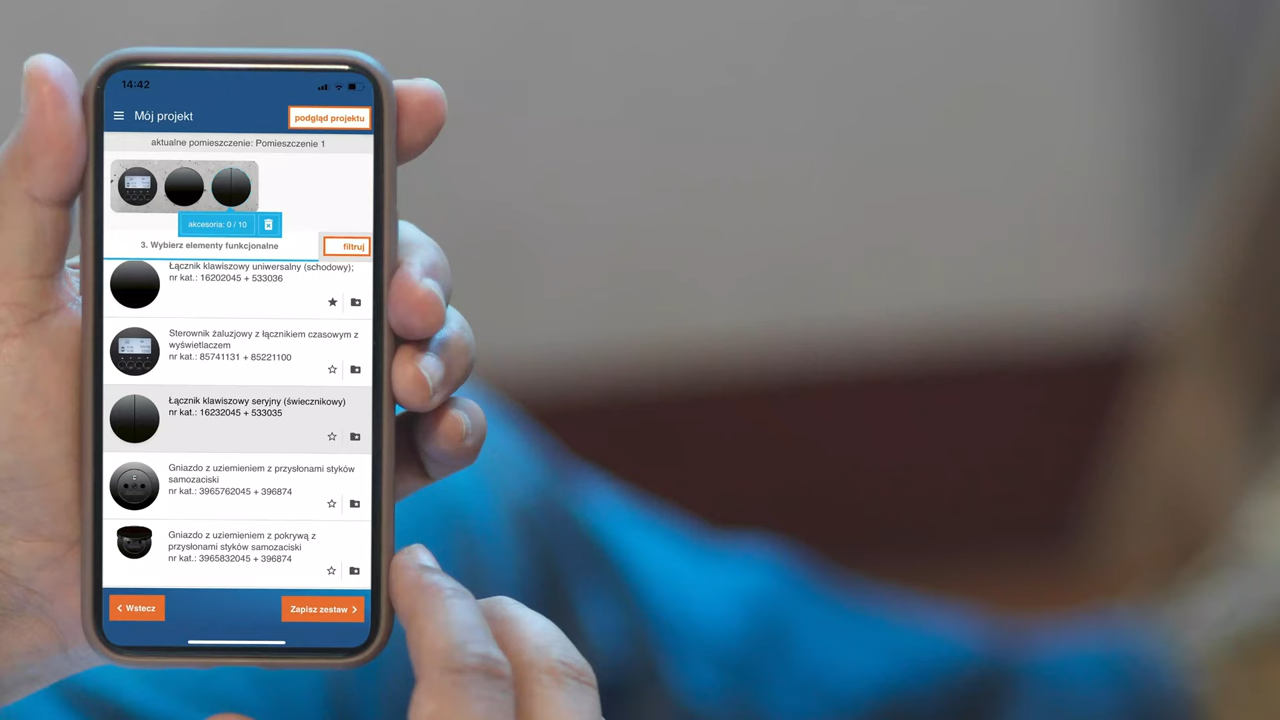 14:42
Mój projekt
podgląd projektu
aktualne pomieszczenie: Pomieszczenie 1
akcesoria: 0 / 10
3. Wybierz elementy funkcjonalne
filtruj
Łącznik klawiszowy uniwersalny (schodowy);
nr kat.: 16202045 + 533036
Sterownik żaluzjowy z łącznikiem czasowym z
wyświetlaczem
nr kat.: 85741131 + 85221100
Łącznik klawiszowy seryjny (świecznikowy)
nr kat.: 16232045 + 533035
Gniazdo z uziemieniem z przysłonami styków
samozaciski
nr kat.: 3965762045 + 396874
Gniazdo z uziemieniem z pokrywą z
przysłonami styków samozaciski
nr kat.: 3965832045 + 396874
Wstecz
Zapisz zestaw